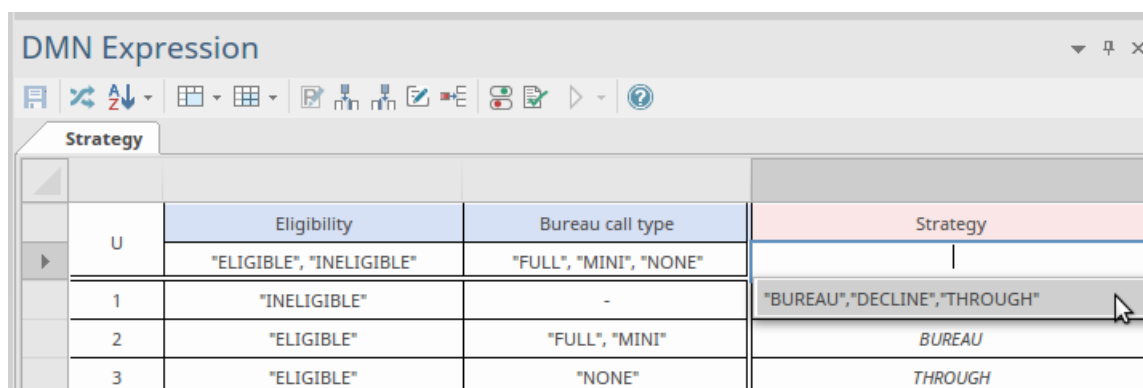 DMN Expression
Strategy
U Eligibility Bureau call type Strategy
"ELIGIBLE", "INELIGIBLE" "FULL", "MINI", "NONE"
1 "INELIGIBLE" - "BUREAU","DECLINE","THROUGH"
2 "ELIGIBLE" "FULL", "MINI" BUREAU
3 "ELIGIBLE" "NONE" THROUGH